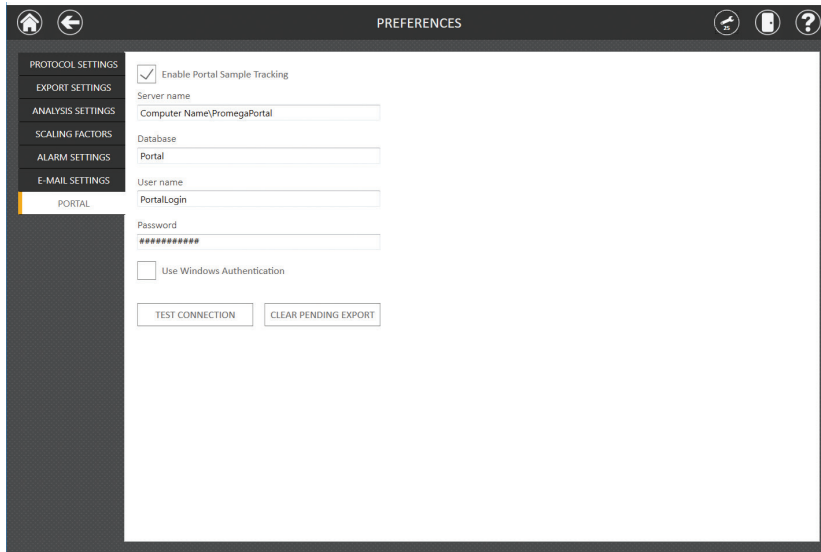 PREFERENCES
25
?
PROTOCOL SETTINGS
EXPORT SETTINGS
ANALYSIS SETTINGS
SCALING FACTORS
ALARM SETTINGS
E-MAIL SETTINGS
PORTAL
Enable Portal Sample Tracking
Server name
Computer Name\PromegaPortal
Database
Portal
User name
PortalLogin
Password
###########
Use Windows Authentication
TEST CONNECTION
CLEAR PENDING EXPORT